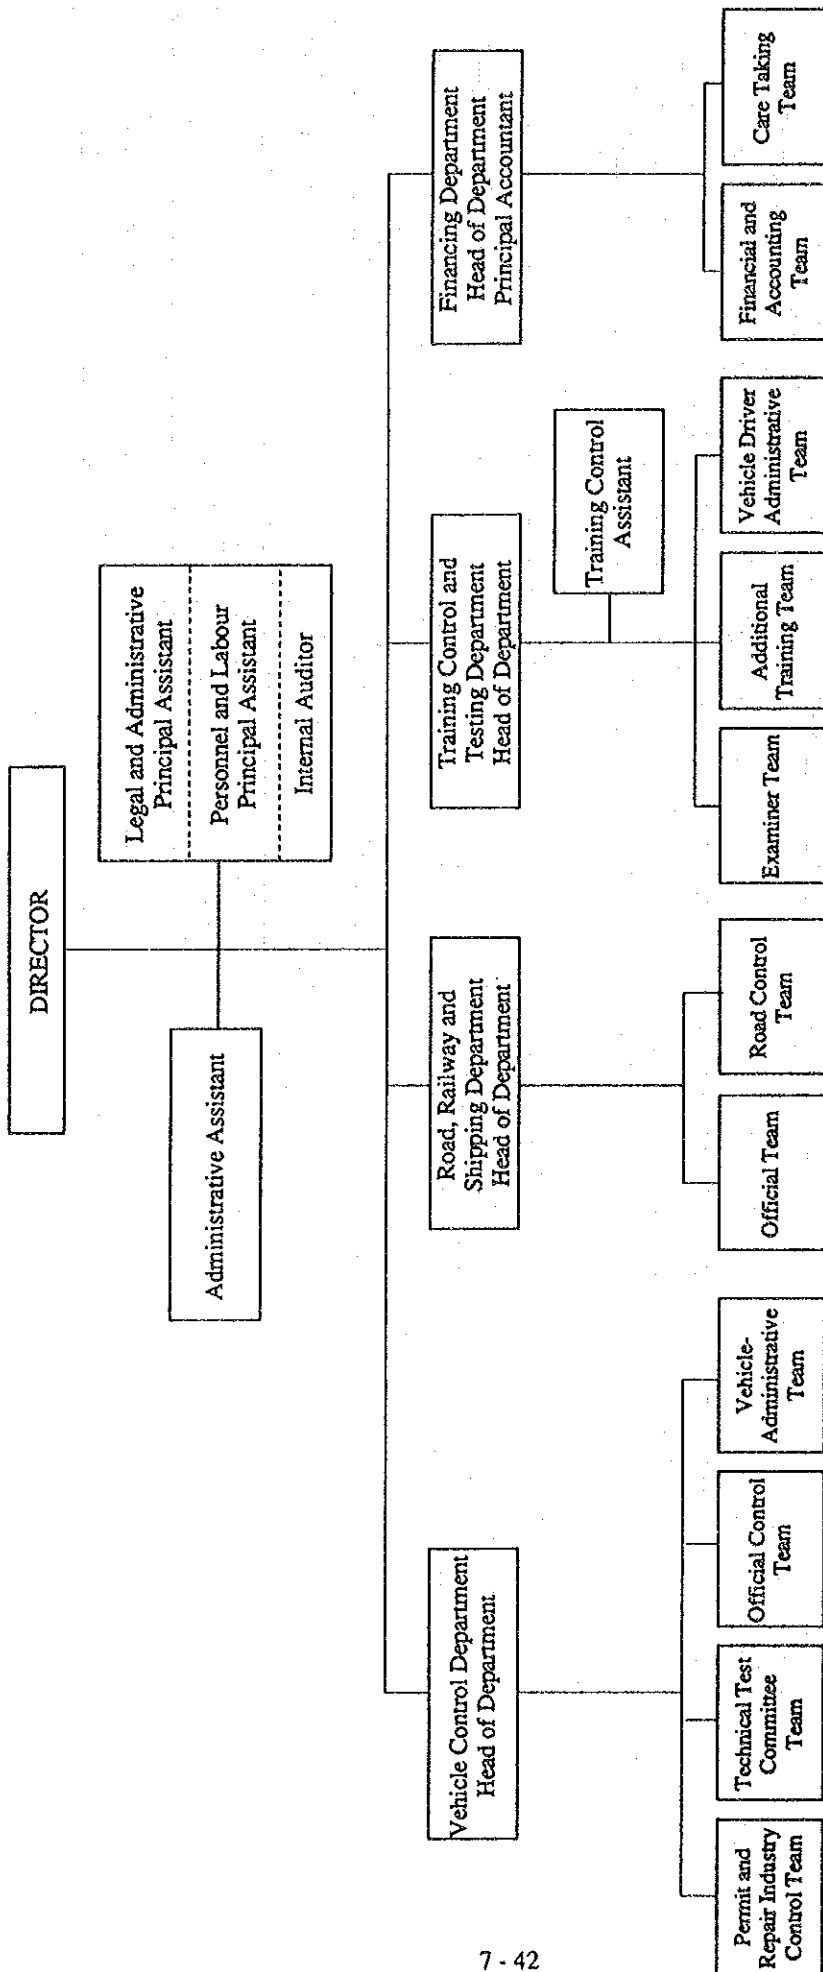 DIRECTOR
Administrative Assistant
Legal and Administrative
Principal Assistant
Personnel and Labour
Principal Assistant
Internal Auditor
Vehicle Control Department
Head of Department
Road, Railway and
Shipping Department
Head of Department
Training Control and
Testing Department
Head of Department
Financing Department
Head of Department
Principal Accountant
Training Control
Assistant
Permit and
Repair Industry
Control Team
Technical Test
Committee
Team
Official Control
Team
Vehicle-
Administrative
Team
Official Team
Road Control
Team
Examiner Team
Additional
Training Team
Vehicle Driver
Administrative
Team
Financial and
Accounting
Team
Care Taking
Team
7 - 42